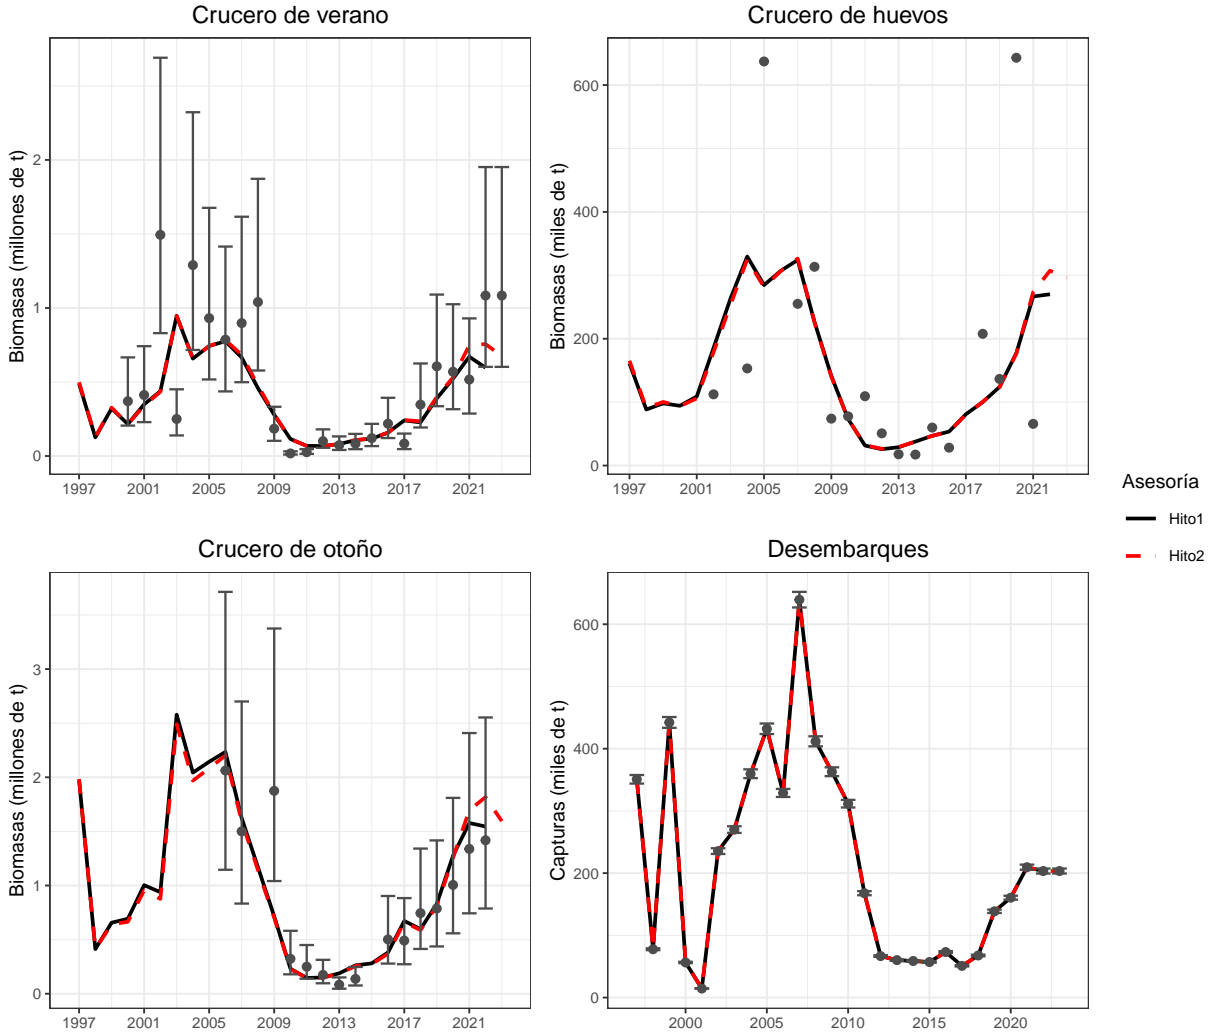 Crucero de verano
Biomasas (millones de t)
2
1
0
1997 2001 2005 2009 2013 2017 2021
Crucero de huevos
Biomasas (miles de t)
600
400
200
0
1997 2001 2005 2009 2013 2017 2021
Crucero de otoño
Biomasas (millones de t)
3
2
1
0
1997 2001 2005 2009 2013 2017 2021
Desembarques
Capturas (miles de t)
600
400
200
0
2000 2005 2010 2015 2020
Asesoría
Hito1
Hito2